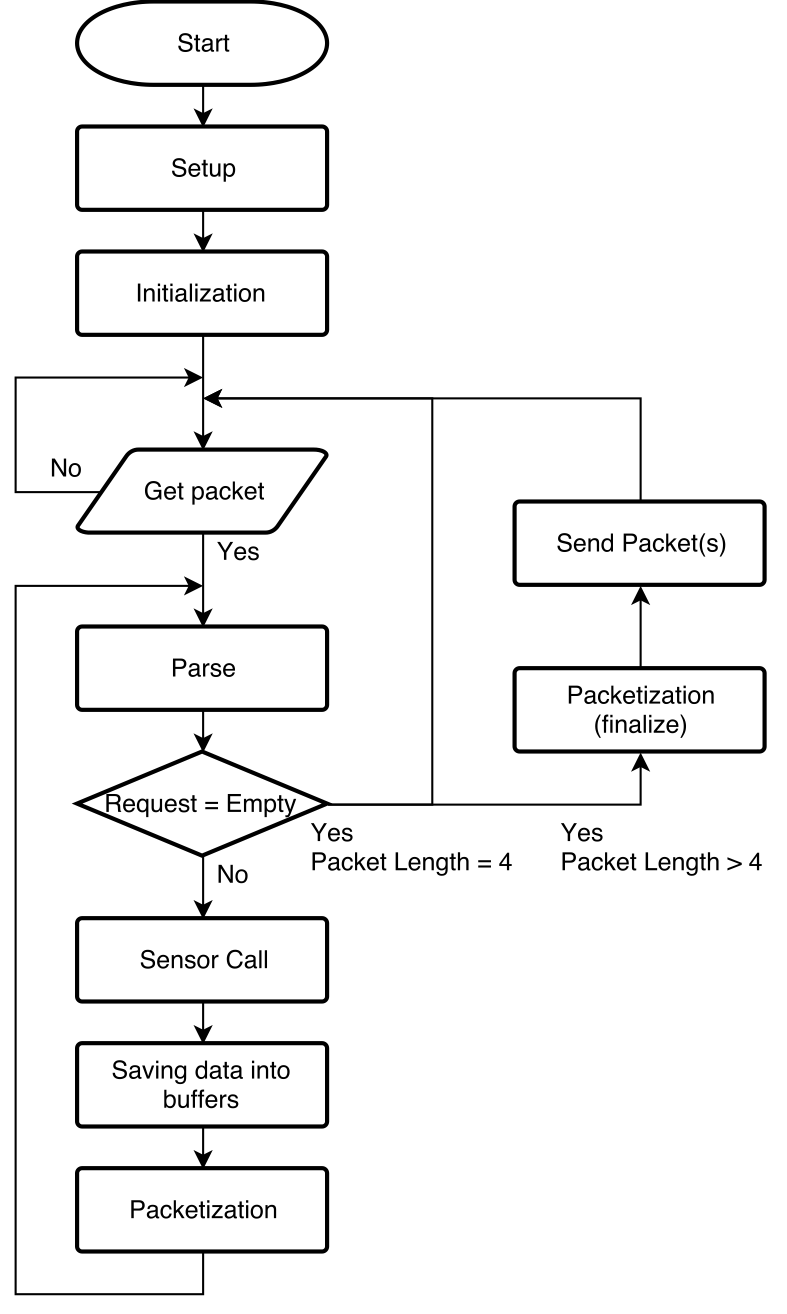 Start
Setup
Initialization
No
Get packet
Yes
Send Packet(s)
Parse
Packetization
(finalize)
Request = Empty
Yes
Packet Length = 4
Yes
Packet Length > 4
No
Sensor Call
Saving data into
buffers
Packetization